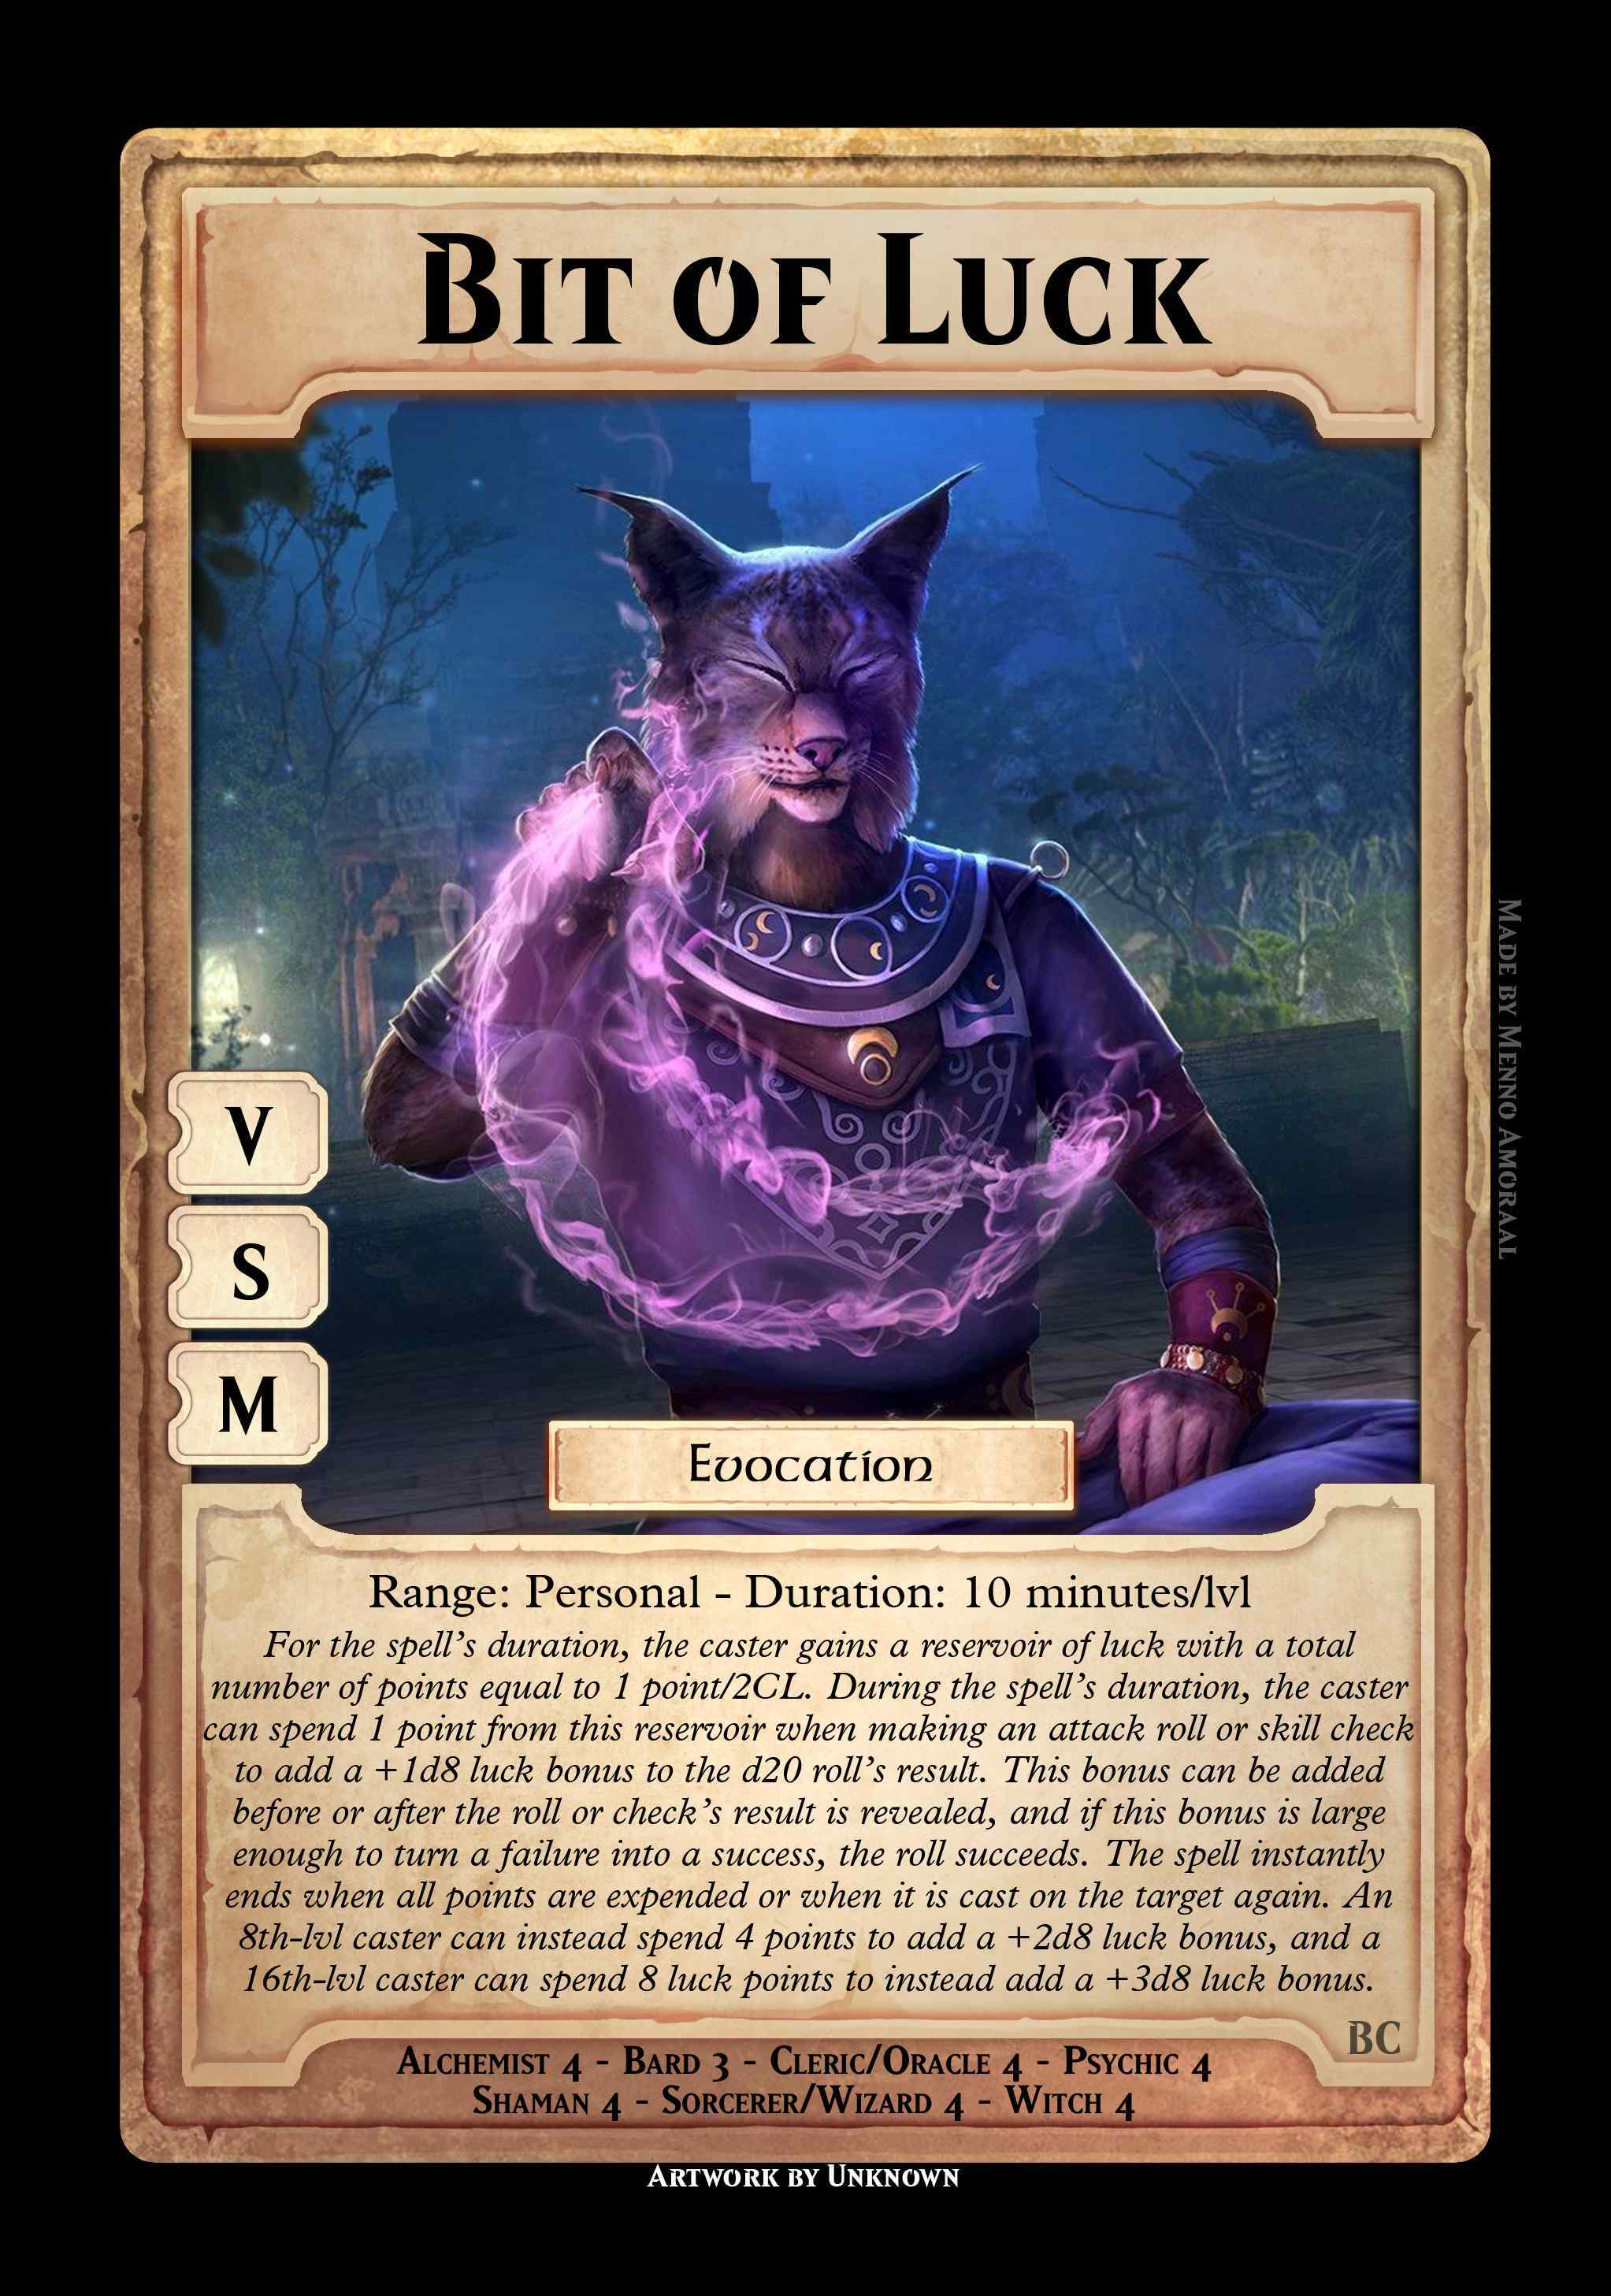 Bit of Luck
V
S
M
Evocation
Range: Personal - Duration: 10 minutes/lvl
For the spell's duration, the caster gains a reservoir of luck with a total
number of points equal to 1 point/2CL. During the spell's duration, the caster
can spend 1 point from this reservoir when making an attack roll or skill check
to add a +1d8 luck bonus to the d20 roll's result. This bonus can be added
before or after the roll or check's result is revealed, and if this bonus is large
enough to turn a failure into a success, the roll succeeds. The spell instantly
ends when all points are expended or when it is cast on the target again. An
8th-lvl caster can instead spend 4 points to add a +2d8 luck bonus, and a
16th-lvl caster can spend 8 luck points to instead add a +3d8 luck bonus.
BC
Alchemist 4 - Bard 3 - Cleric/Oracle 4 - Psychic 4
Shaman 4 - Sorcerer/Wizard 4 - Witch 4
Artwork by Unknown
Made by Menno Amoraal